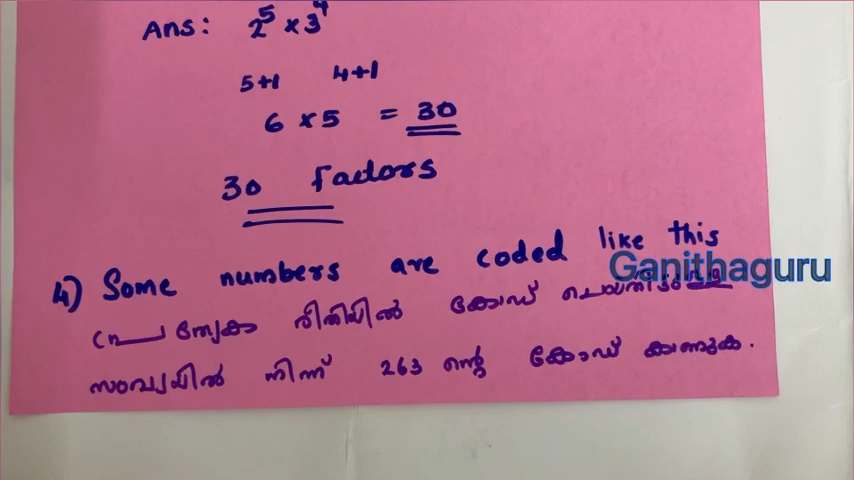 Ans: 2⁵ × 3⁴
5+1 4+1
6 × 5 = 30
30 factors
4) Some numbers are coded like this
Ganithaguru
പ്രത്യേക രീതിയിൽ കോഡ് ചെയ്തിട്ടുള്ള
സംഖ്യയിൽ നിന്ന് 263 ന്റെ കോഡ് കാണുക.